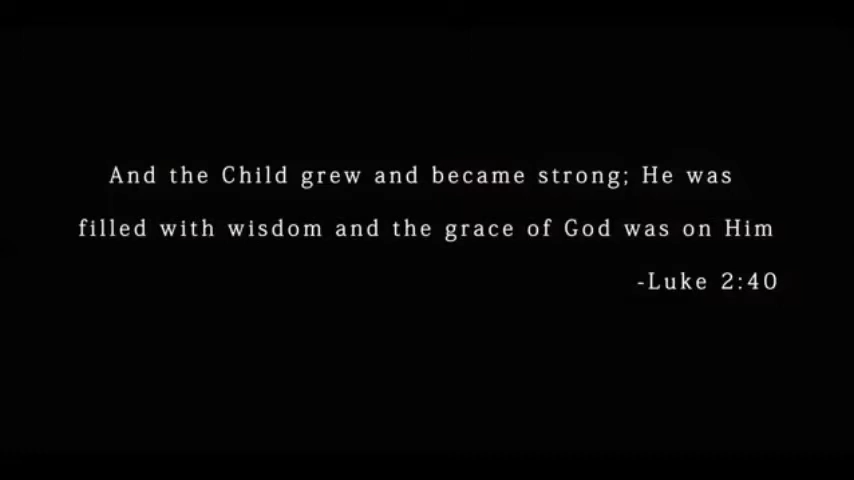 And the Child grew and became strong; He was
filled with wisdom and the grace of God was on Him
-Luke 2:40